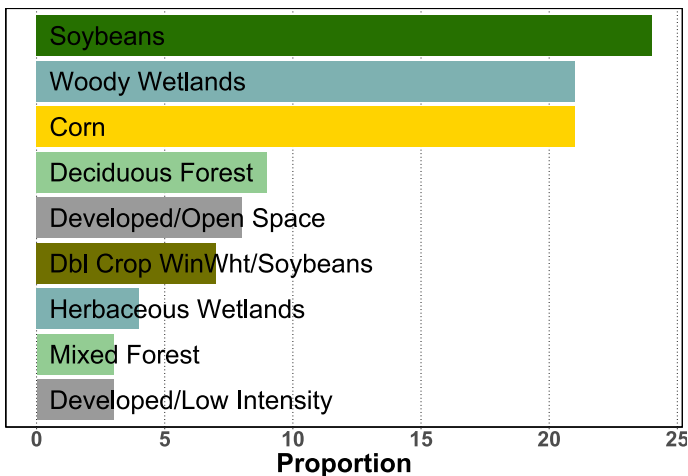 Soybeans
Woody Wetlands
Corn
Deciduous Forest
Developed/Open Space
Dbl Crop WinWht/Soybeans
Herbaceous Wetlands
Mixed Forest
Developed/Low Intensity
0 5 10 15 20 25
Proportion